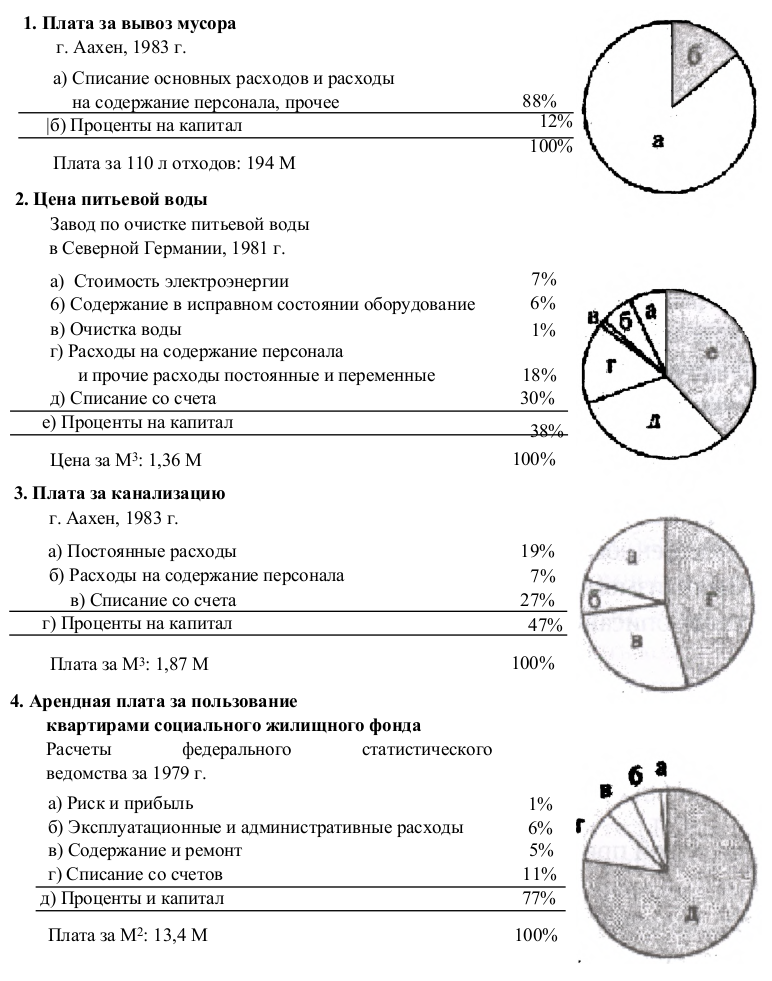 1. Плата за вывоз мусора
г. Аахен, 1983 г.
а) Списание основных расходов и расходы
на содержание персонала, прочее 88%
|б) Проценты на капитал 12%
100%
Плата за 110 л отходов: 194 М
б
а
2. Цена питьевой воды
Завод по очистке питьевой воды
в Северной Германии, 1981 г.
а) Стоимость электроэнергии 7%
б) Содержание в исправном состоянии оборудование 6%
в) Очистка воды 1%
г) Расходы на содержание персонала
и прочие расходы постоянные и переменные 18%
д) Списание со счета 30%
е) Проценты на капитал 38%
Цена за М³: 1,36 М 100%
в б а
е
г
д
3. Плата за канализацию
г. Аахен, 1983 г.
а) Постоянные расходы 19%
б) Расходы на содержание персонала 7%
в) Списание со счета 27%
г) Проценты на капитал 47%
Плата за М³: 1,87 М 100%
а
б г
в
4. Арендная плата за пользование
квартирами социального жилищного фонда
Расчеты федерального статистического
ведомства за 1979 г.
а) Риск и прибыль 1%
б) Эксплуатационные и административные расходы 6%
в) Содержание и ремонт 5%
г) Списание со счетов 11%
д) Проценты и капитал 77%
Плата за М²: 13,4 М 100%
г в б а
д